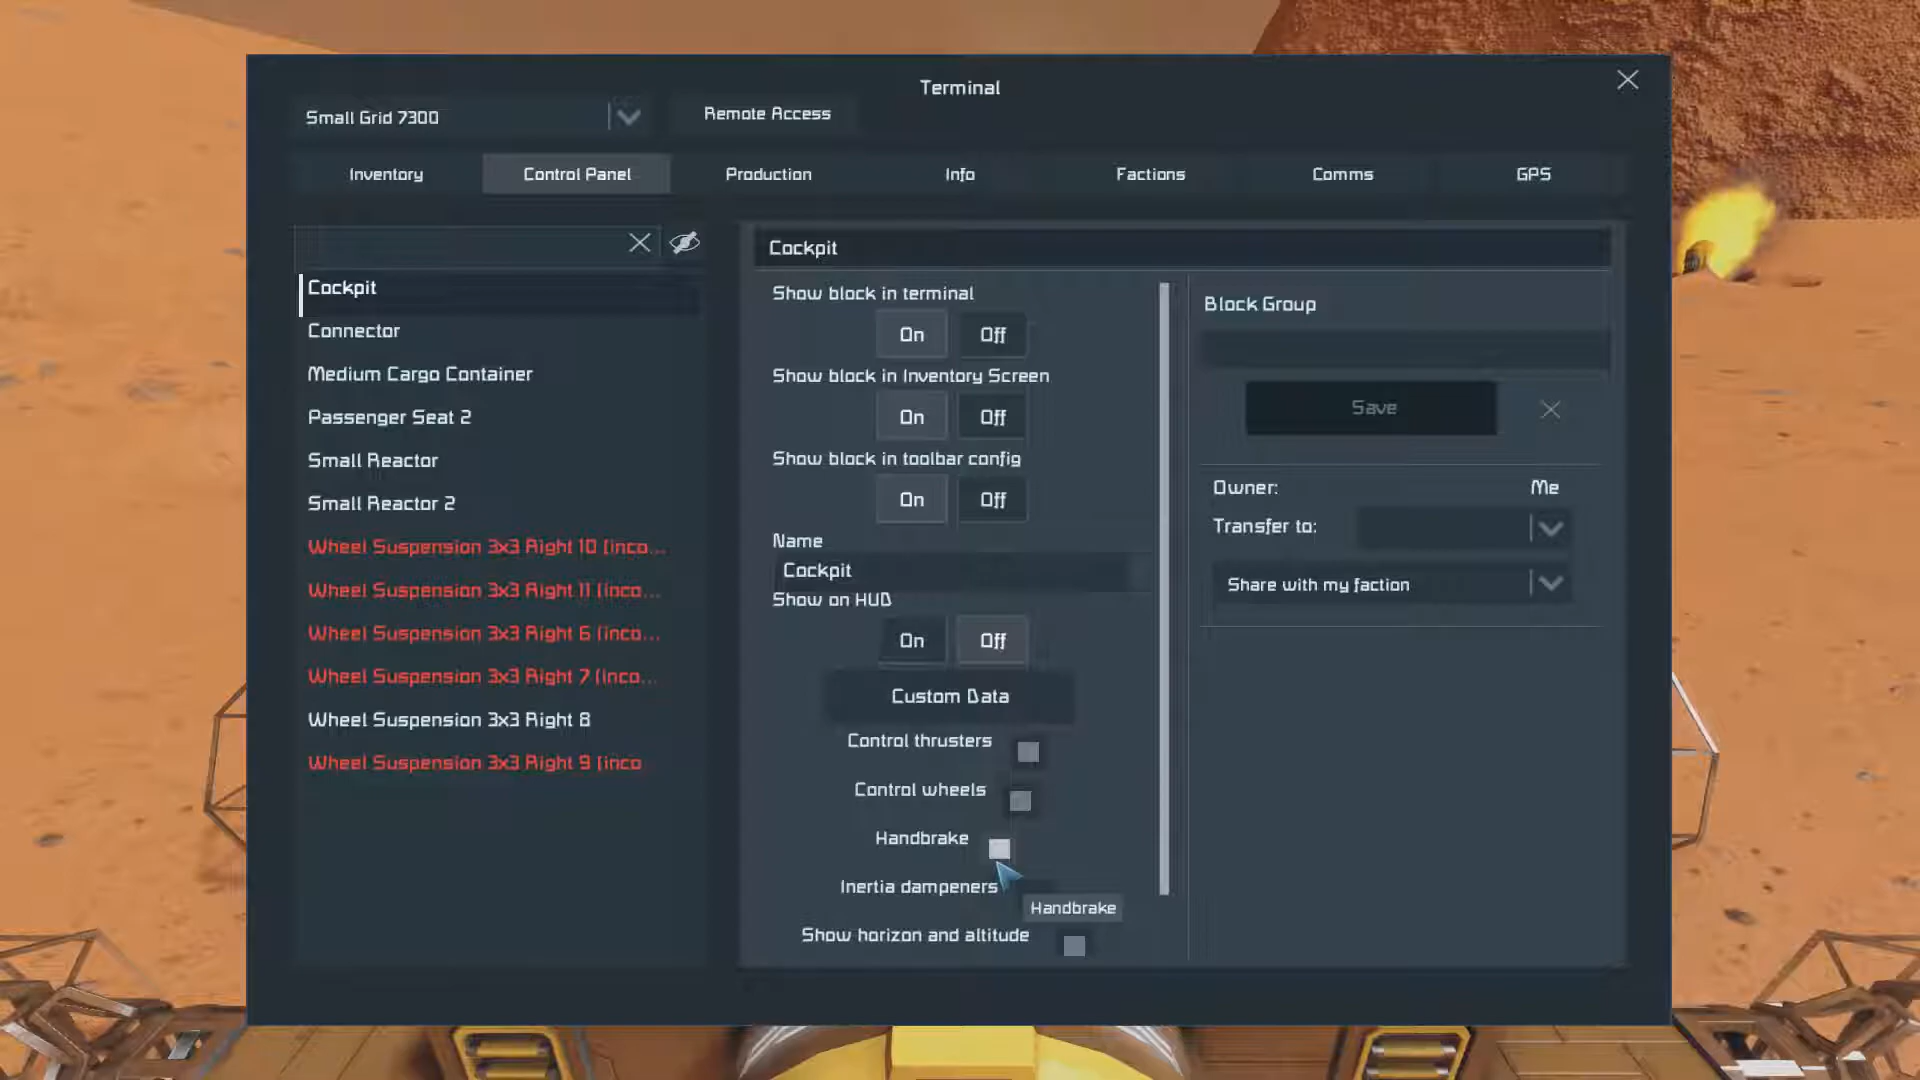 Terminal
Small Grid 7300
Remote Access
Inventory
Control Panel
Production
Info
Factions
Comms
GPS
Cockpit
Connector
Medium Cargo Container
Passenger Seat 2
Small Reactor
Small Reactor 2
Wheel Suspension 3x3 Right 10 (inco...
Wheel Suspension 3x3 Right 11 (inco...
Wheel Suspension 3x3 Right 6 (inco...
Wheel Suspension 3x3 Right 7 (inco...
Wheel Suspension 3x3 Right 8
Wheel Suspension 3x3 Right 9 (inco
Cockpit
Show block in terminal
On Off
Show block in Inventory Screen
On Off
Show block in toolbar config
On Off
Name
Cockpit
Show on HUD
On Off
Custom Data
Control thrusters
Control wheels
Handbrake
Inertia dampeners
Handbrake
Show horizon and altitude
Block Group
Save
Owner: Me
Transfer to:
Share with my faction